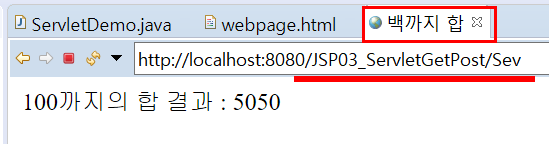 ServletDemo.java webpage.html 백까지 합
http://localhost:8080/JSP03_ServletGetPost/Sev
100까지의 합 결과 : 5050